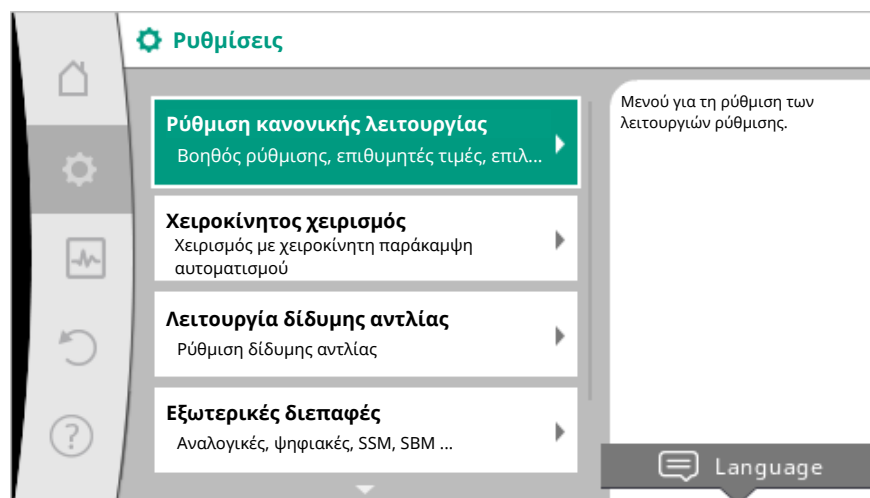 Ρυθμίσεις
Ρύθμιση κανονικής λειτουργίας
Βοηθός ρύθμισης, επιθυμητές τιμές, επιλ...
Χειροκίνητος χειρισμός
Χειρισμός με χειροκίνητη παράκαμψη
αυτοματισμού
Λειτουργία δίδυμης αντλίας
Ρύθμιση δίδυμης αντλίας
Εξωτερικές διεπαφές
Αναλογικές, ψηφιακές, SSM, SBM ...
Μενού για τη ρύθμιση των
λειτουργιών ρύθμισης.
Language